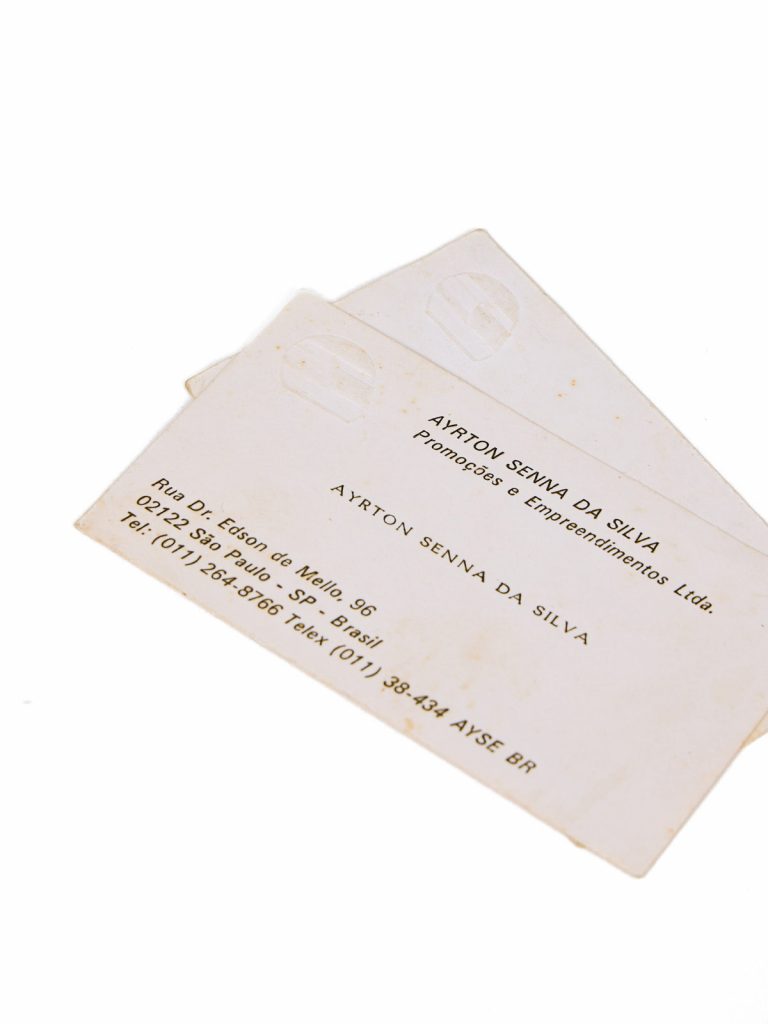 AYRTON SENNA DA SILVA
Promoções e Empreendimentos Ltda.
AYRTON SENNA DA SILVA
Rua Dr. Edson de Mello, 96
02122 São Paulo - SP - Brasil
Tel: (011) 264-8766 Telex (011) 38-434 AYSE BR